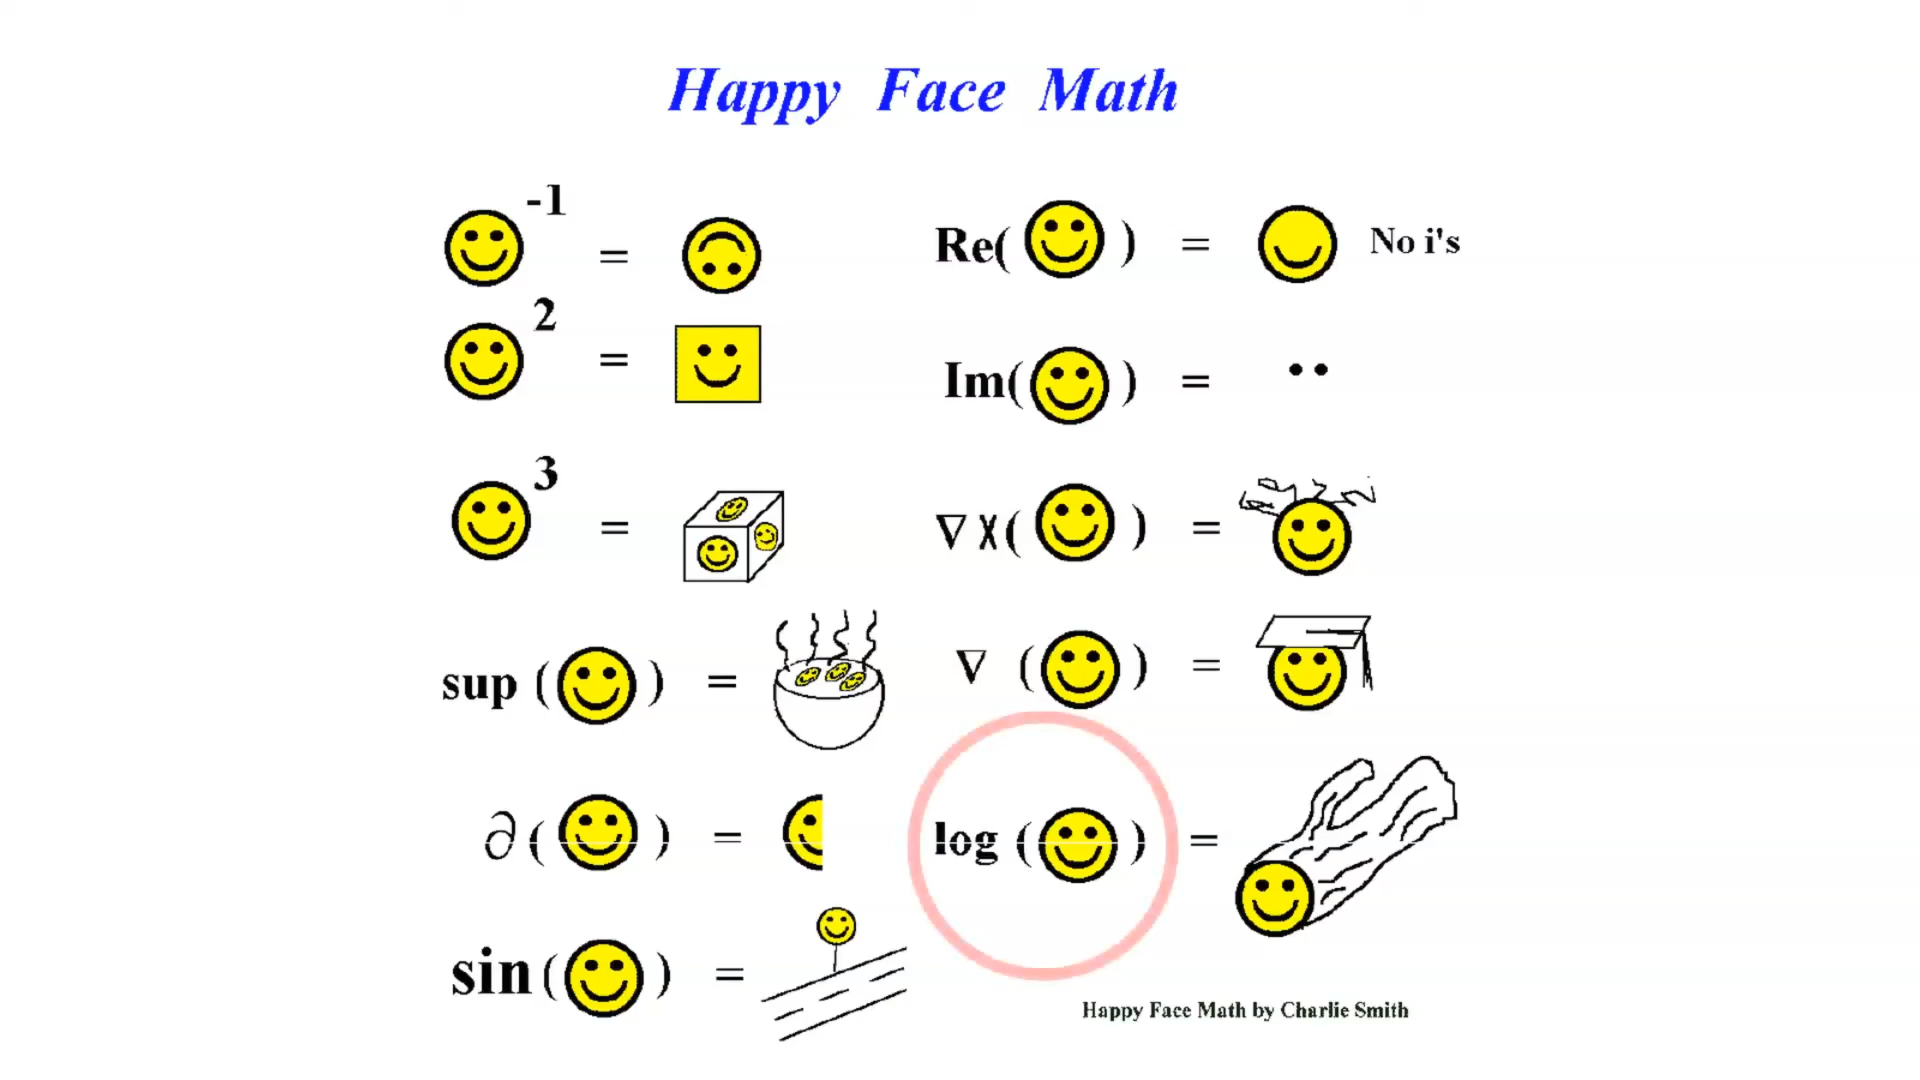 Happy Face Math
-1 =
2 =
3 =
sup ( ) =
∂ ( ) =
sin ( ) =
Re( ) = No i's
Im( ) =
∇ X ( ) =
∇ ( ) =
log ( ) =
Happy Face Math by Charlie Smith